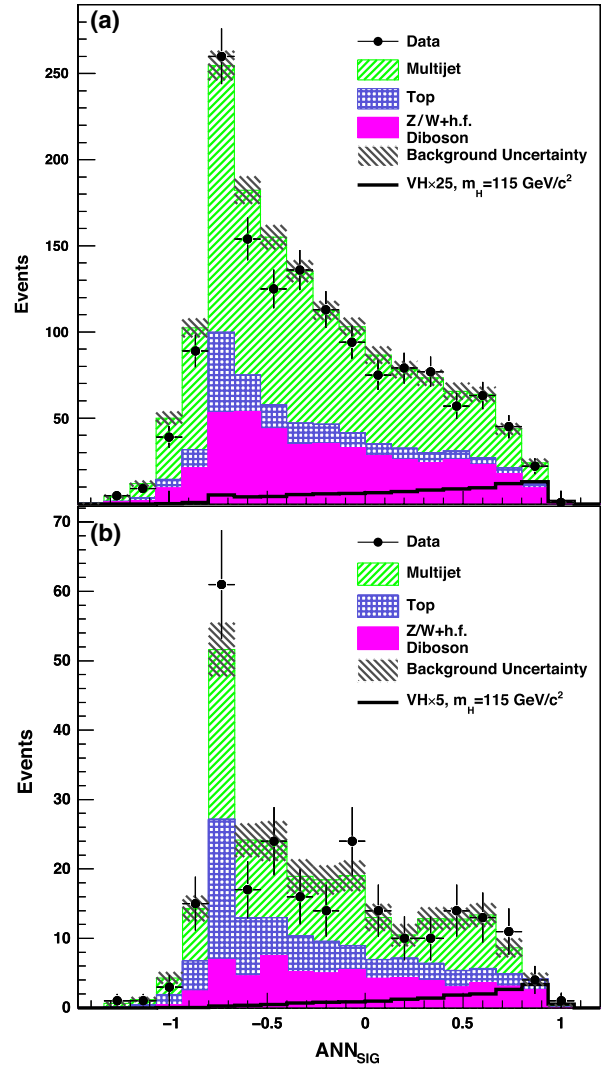 (a)
Data
Multijet
Top
Z/W+h.f.
Diboson
Background Uncertainty
VH×25, m_H=115 GeV/c²
Events
250
200
150
100
50
(b)
Data
Multijet
Top
Z/W+h.f.
Diboson
Background Uncertainty
VH×5, m_H=115 GeV/c²
Events
70
60
50
40
30
20
10
0
−1
−0.5
0
0.5
1
ANN_SIG